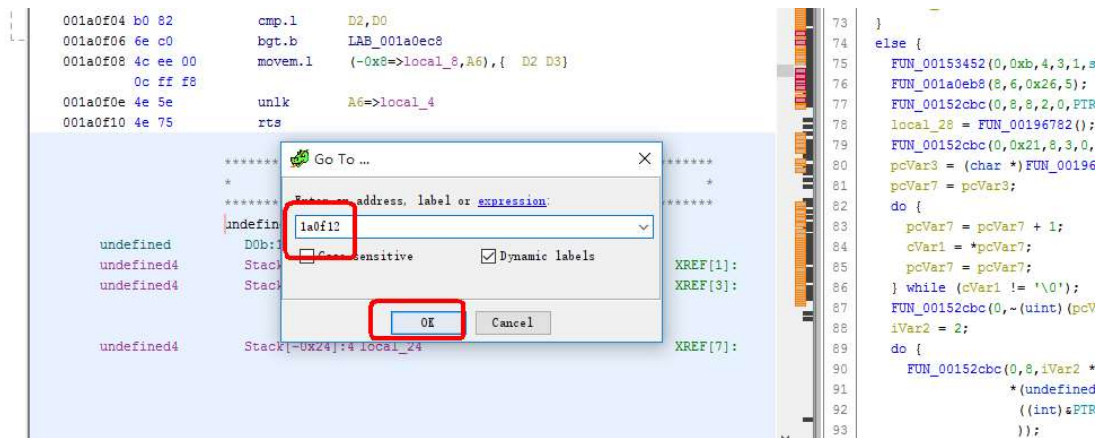 001a0f04 b0 82 cmp.l D2,D0
001a0f06 6e c0 bgt.b LAB_001a0ec8
001a0f08 4c ee 00 movem.l (-0x8=>local_8,A6),{ D2 D3}
0c ff f8
001a0f0e 4e 5e unlk A6=>local_4
001a0f10 4e 75 rts
Go To ...
Enter an address, label or expression:
1a0f12
Case sensitive
Dynamic labels
OK
Cancel
undefined
undefined4 Stack XREF[1]:
undefined4 Stack XREF[3]:
undefined4 Stack[-0x24]:4 local_24 XREF[7]:
73 }
74 else {
75 FUN_00153452(0,0xb,4,3,1,s
76 FUN_001a0eb8(8,6,0x26,5);
77 FUN_00152cbc(0,8,8,2,0,PTR
78 local_28 = FUN_00196782();
79 FUN_00152cbc(0,0x21,8,3,0,
80 pcVar3 = (char *)FUN_00196
81 pcVar7 = pcVar3;
82 do {
83 pcVar7 = pcVar7 + 1;
84 cVar1 = *pcVar7;
85 pcVar7 = pcVar7;
86 } while (cVar1 != '\0');
87 FUN_00152cbc(0,~(uint)(pcV
88 iVar2 = 2;
89 do {
90 FUN_00152cbc(0,8,iVar2 *
91 *(undefined
92 ((int)&PTR
93 ));